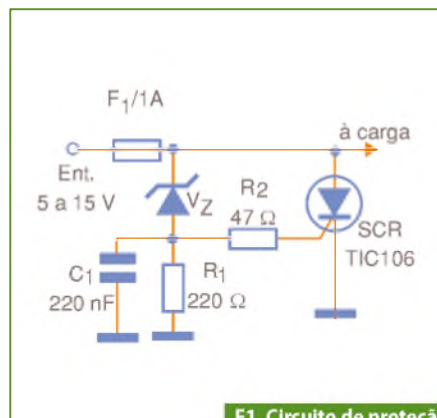 F1/1A
à carga
Ent.
5 a 15 V
VZ
R2
47 Ω
SCR
TIC106
C1
220 nF
R1
220 Ω
F1. Circuito de proteçã